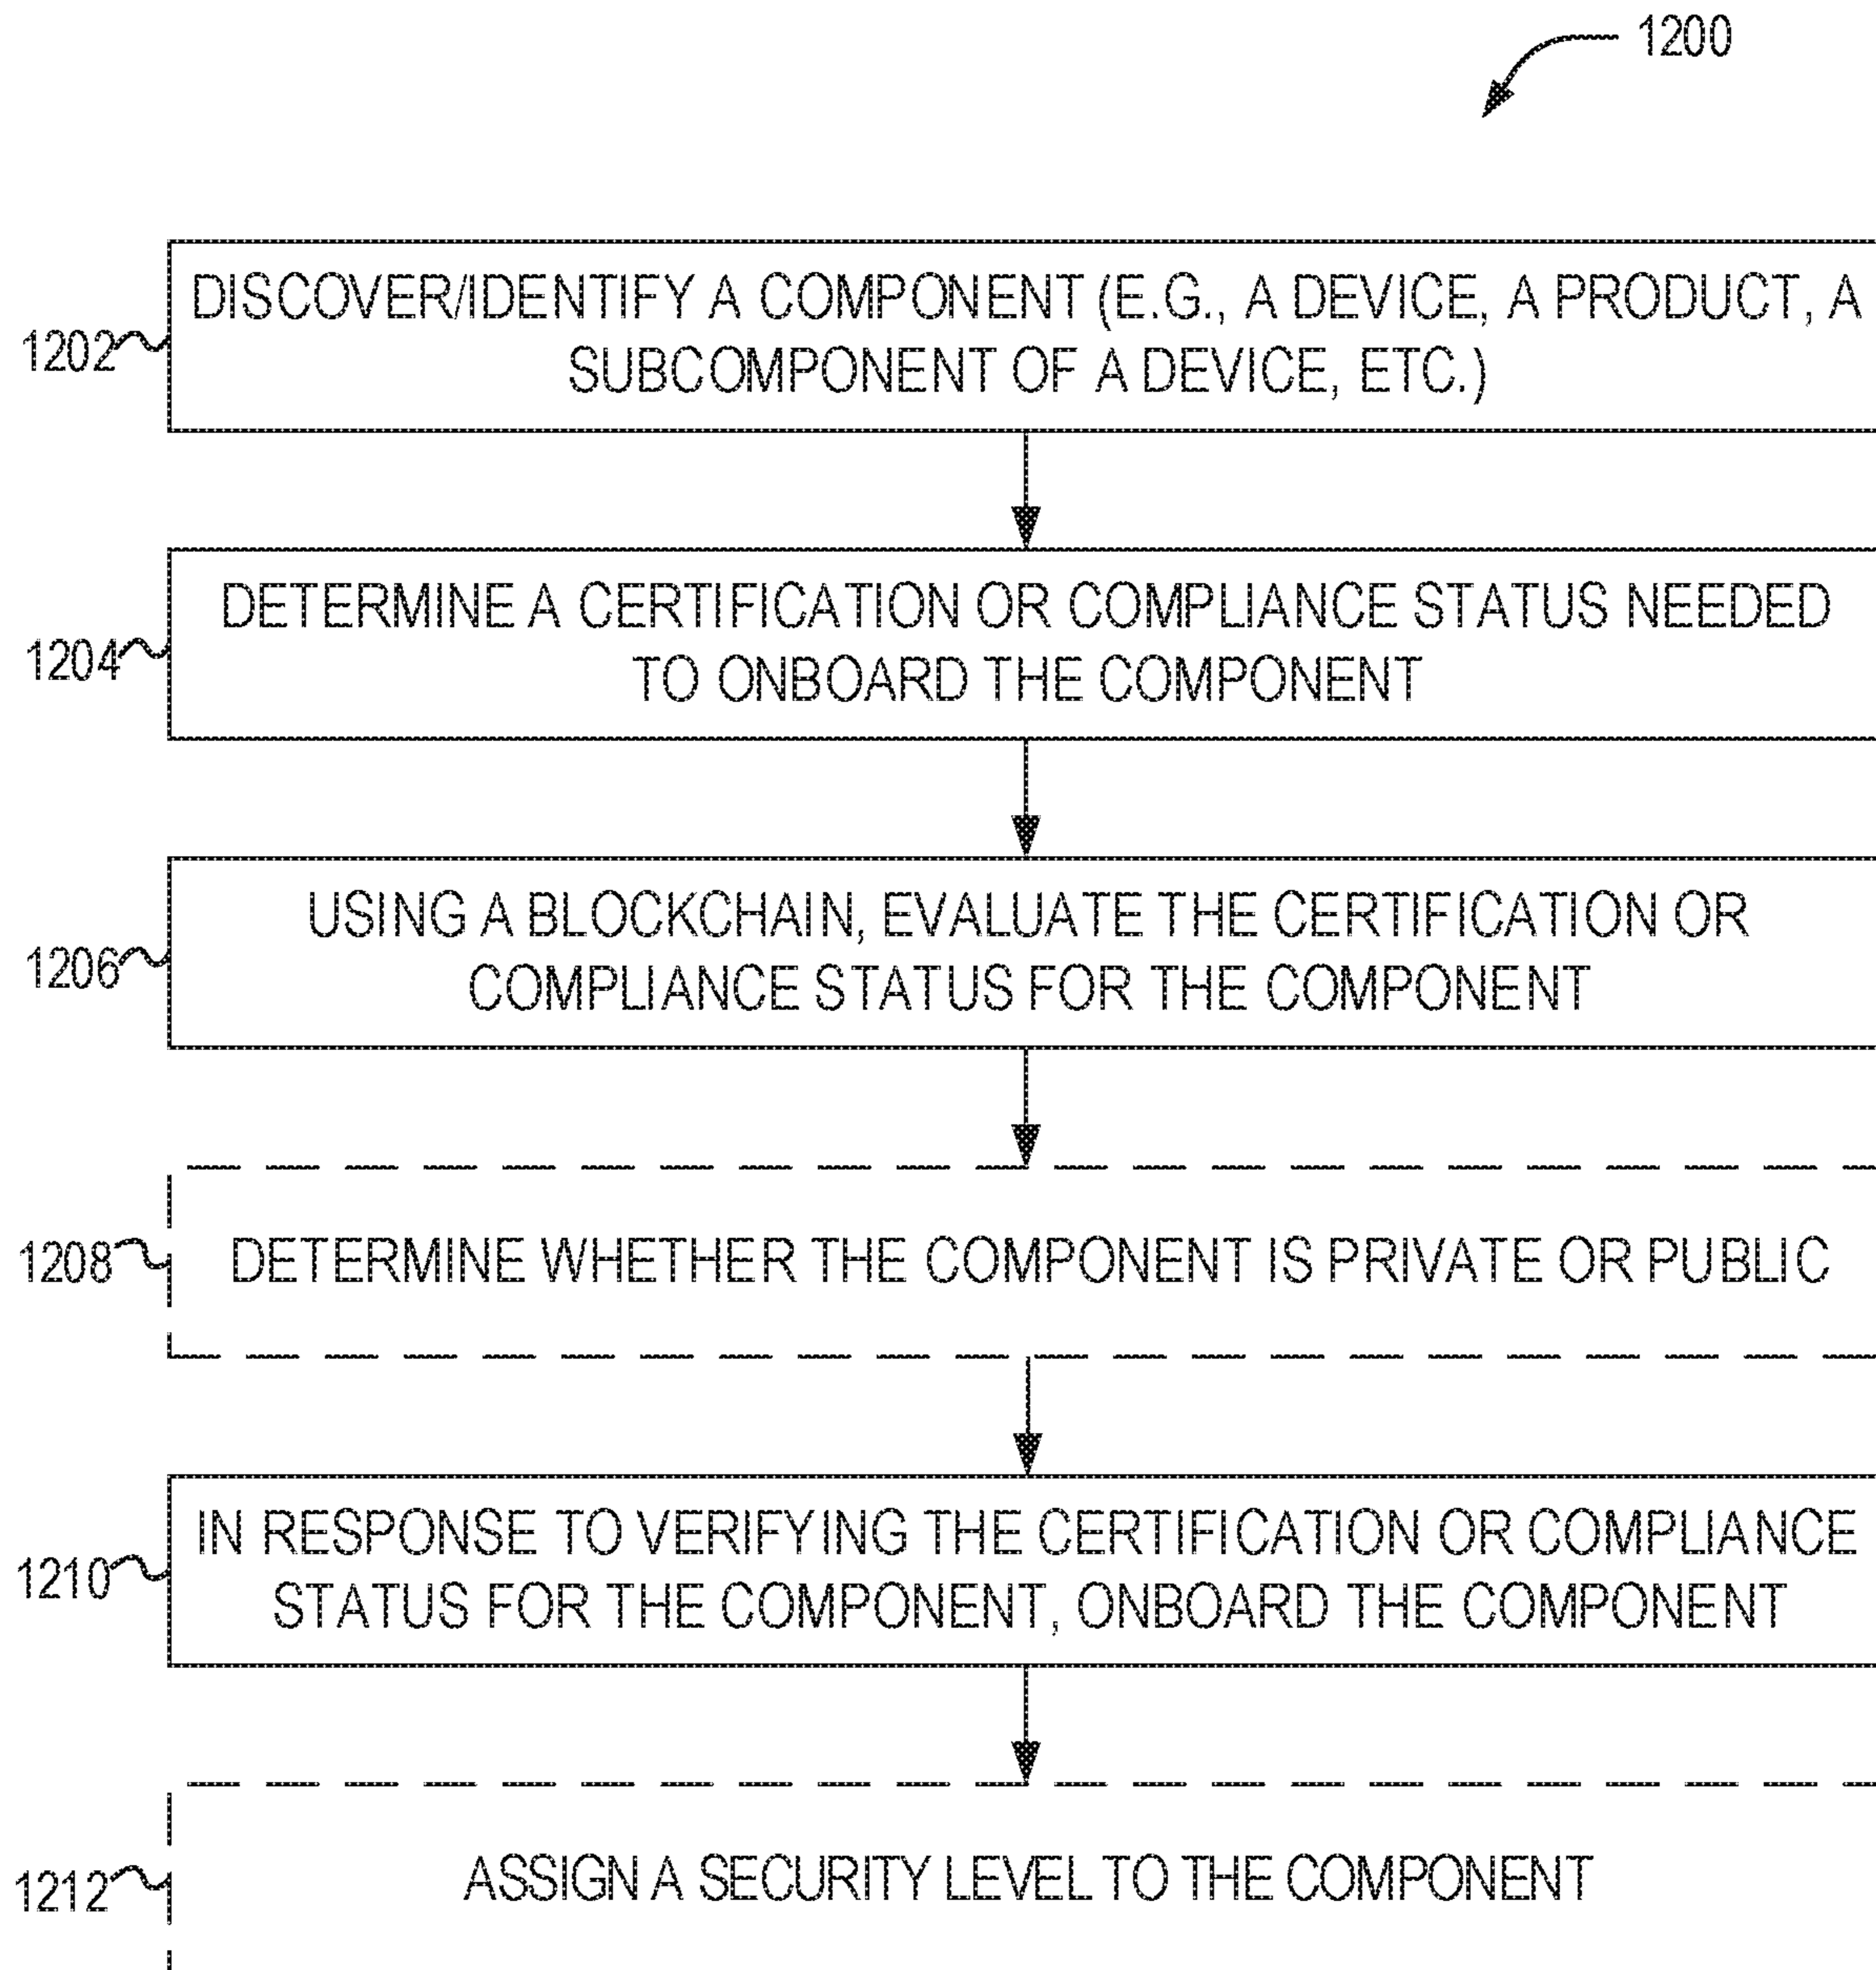 1200
DISCOVER/IDENTIFY A COMPONENT (E.G., A DEVICE, A PRODUCT, A
SUBCOMPONENT OF A DEVICE, ETC.)
1202
DETERMINE A CERTIFICATION OR COMPLIANCE STATUS NEEDED
TO ONBOARD THE COMPONENT
1204
USING A BLOCKCHAIN, EVALUATE THE CERTIFICATION OR
COMPLIANCE STATUS FOR THE COMPONENT
1206
1208
DETERMINE WHETHER THE COMPONENT IS PRIVATE OR PUBLIC
IN RESPONSE TO VERIFYING THE CERTIFICATION OR COMPLIANCE
STATUS FOR THE COMPONENT, ONBOARD THE COMPONENT
1210
1212
ASSIGN A SECURITY LEVEL TO THE COMPONENT